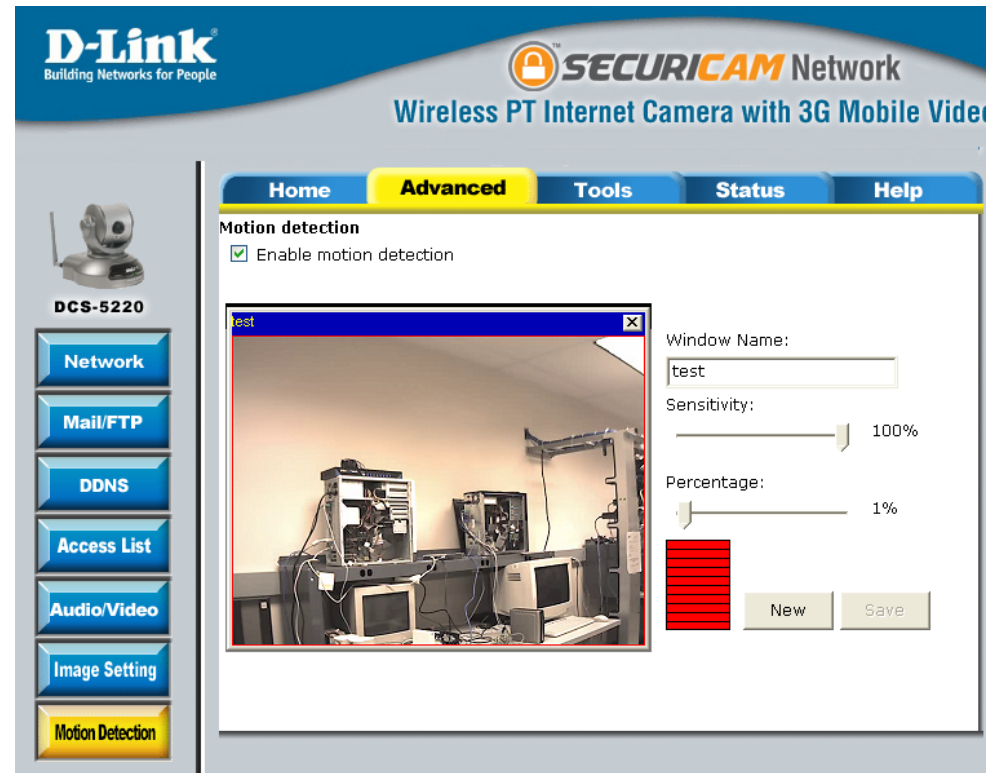 D-Link
Building Networks for People
SECURICAM Network
Wireless PT Internet Camera with 3G Mobile Vide
Home Advanced Tools Status Help
DCS-5220
Network
Mail/FTP
DDNS
Access List
Audio/Video
Image Setting
Motion Detection
Motion detection
Enable motion detection
test
Window Name:
test
Sensitivity:
100%
Percentage:
1%
New Save